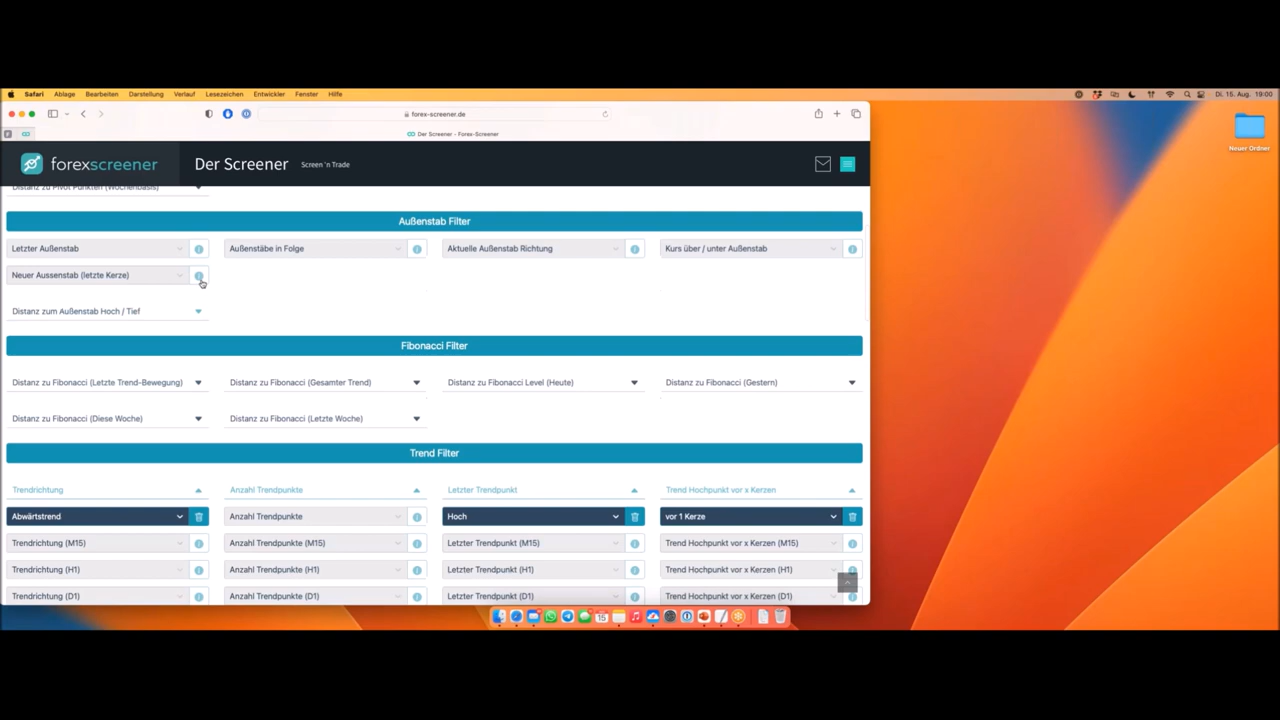 Safari Ablage Bearbeiten Darstellung Verlauf Lesezeichen Entwickler Fenster Hilfe
Di. 15. Aug. 19:00
forex-screener.de
Der Screener - Forex-Screener
forexscreener Der Screener Screen 'n Trade
Neuer Ordner
Distanz zu Pivot Punkten (Wochenbasis)
Außenstab Filter
Letzter Außenstab Außenstäbe in Folge Aktuelle Außenstab Richtung Kurs über / unter Außenstab
Neuer Aussenstab (letzte Kerze)
Distanz zum Außenstab Hoch / Tief
Fibonacci Filter
Distanz zu Fibonacci (Letzte Trend-Bewegung) Distanz zu Fibonacci (Gesamter Trend) Distanz zu Fibonacci Level (Heute) Distanz zu Fibonacci (Gestern)
Distanz zu Fibonacci (Diese Woche) Distanz zu Fibonacci (Letzte Woche)
Trend Filter
Trendrichtung Anzahl Trendpunkte Letzter Trendpunkt Trend Hochpunkt vor x Kerzen
Abwärtstrend Anzahl Trendpunkte Hoch vor 1 Kerze
Trendrichtung (M15) Anzahl Trendpunkte (M15) Letzter Trendpunkt (M15) Trend Hochpunkt vor x Kerzen (M15)
Trendrichtung (H1) Anzahl Trendpunkte (H1) Letzter Trendpunkt (H1) Trend Hochpunkt vor x Kerzen (H1)
Trendrichtung (D1) Anzahl Trendpunkte (D1) Letzter Trendpunkt (D1) Trend Hochpunkt vor x Kerzen (D1)
15